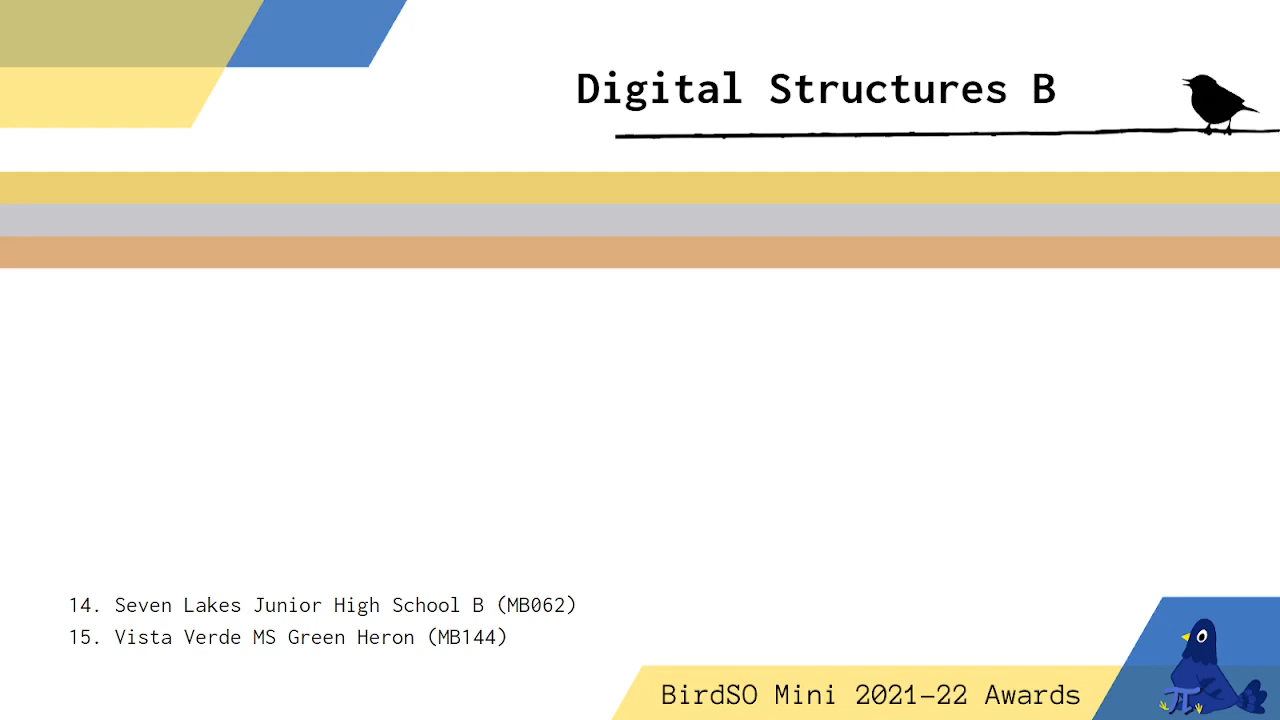 Digital Structures B
14. Seven Lakes Junior High School B (MB062)
15. Vista Verde MS Green Heron (MB144)
BirdSO Mini 2021–22 Awards